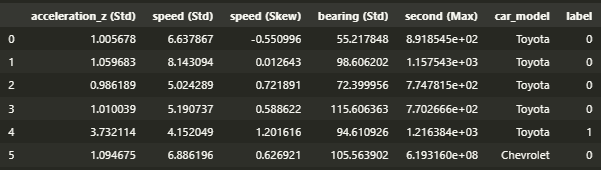 acceleration_z (Std) speed (Std) speed (Skew) bearing (Std) second (Max) car_model label
0 1.005678 6.637867 -0.550996 55.217848 8.918545e+02 Toyota 0
1 1.059683 8.143094 0.012643 98.606202 1.157543e+03 Toyota 0
2 0.986189 5.024289 0.721891 72.399956 7.747815e+02 Toyota 0
3 1.010039 5.190737 0.588622 115.606363 7.702666e+02 Toyota 0
4 3.732114 4.152049 1.201616 94.610926 1.216384e+03 Toyota 1
5 1.094675 6.886196 0.626921 105.563902 6.193160e+08 Chevrolet 0